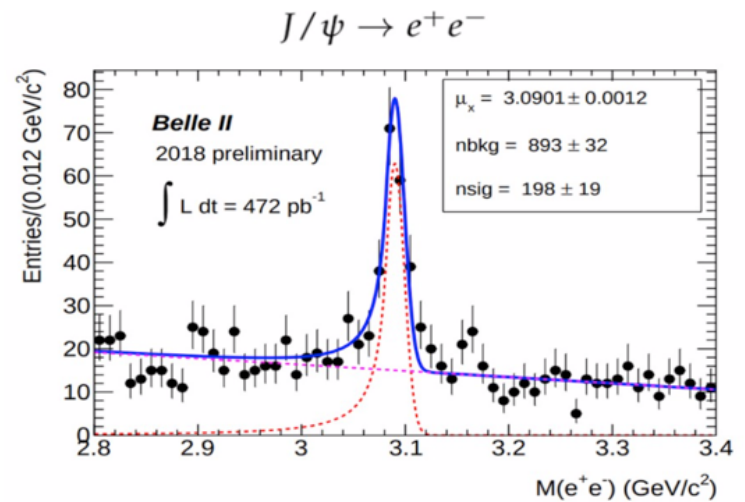 J/ψ → e⁺e⁻
Entries/(0.012 GeV/c²)
80
70
60
50
40
30
20
10
0
Belle II
2018 preliminary
∫ L dt = 472 pb⁻¹
μₓ = 3.0901 ± 0.0012
nbkg = 893 ± 32
nsig = 198 ± 19
2.8 2.9 3 3.1 3.2 3.3 3.4
M(e⁺e⁻) (GeV/c²)